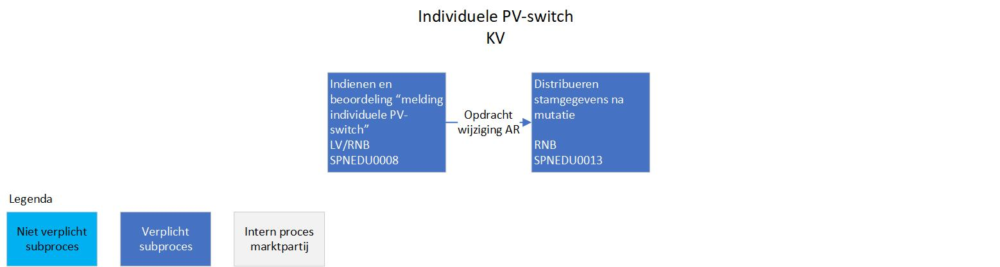 Individuele PV-switch
KV
Indienen en
beoordeling “melding
individuele PV-
switch”
LV/RNB
SPNEDU0008
Opdracht
wijziging AR
Distribueren
stamgegevens na
mutatie
RNB
SPNEDU0013
Legenda
Niet verplicht
subproces
Verplicht
subproces
Intern proces
marktpartij